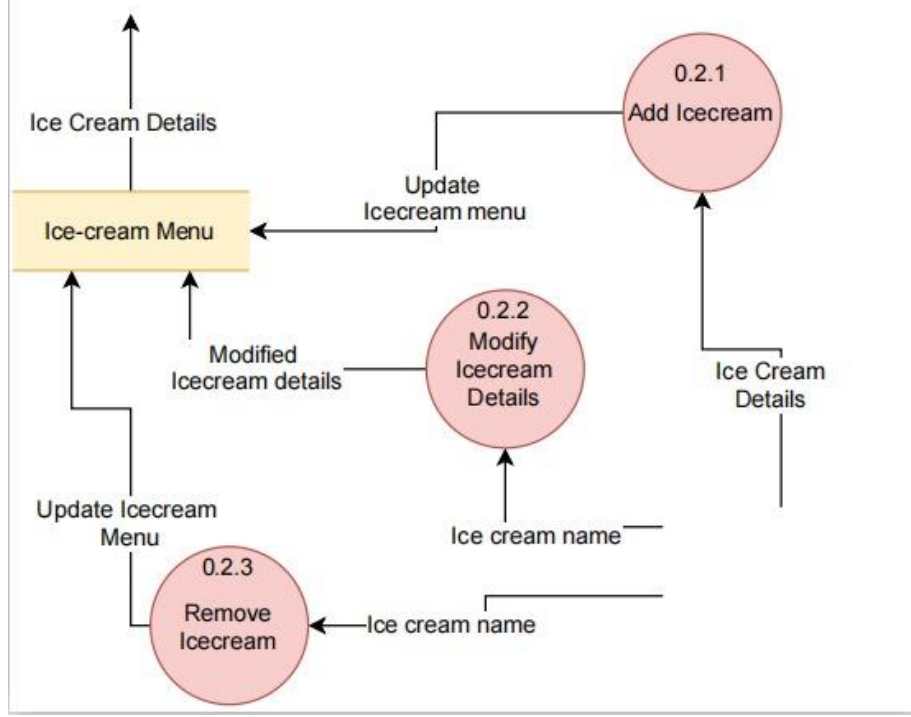 0.2.1
Add Icecream
Ice Cream Details
Update
Icecream menu
Ice-cream Menu
0.2.2
Modify
Icecream
Details
Modified
Icecream details
Ice Cream
Details
Update Icecream
Menu
Ice cream name
0.2.3
Remove
Icecream
Ice cream name